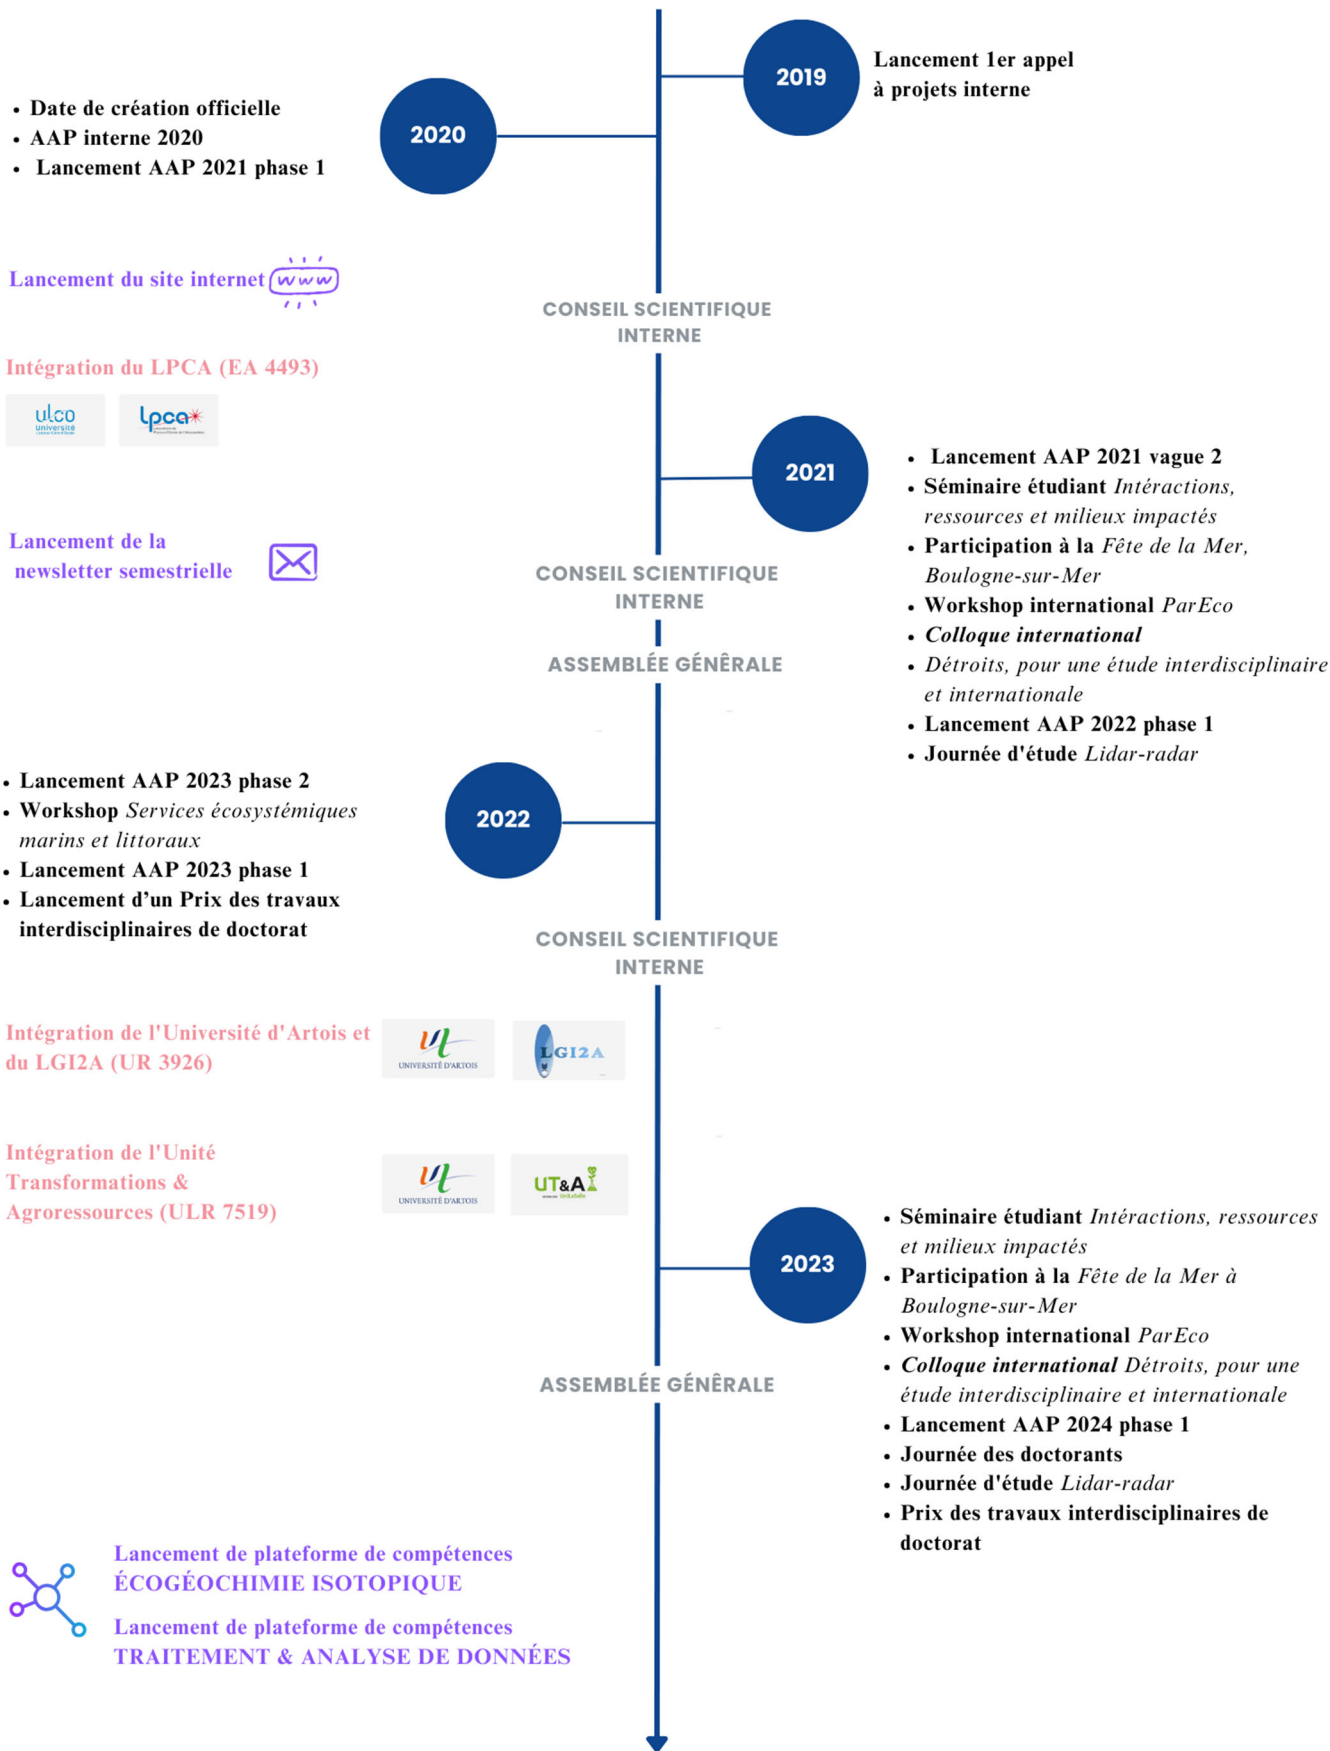 2019
Lancement 1er appel
à projets interne
2020
• Date de création officielle
• AAP interne 2020
• Lancement AAP 2021 phase 1
Lancement du site internet
www
CONSEIL SCIENTIFIQUE
INTERNE
Intégration du LPCA (EA 4493)
ulco
université
lpca
2021
• Lancement AAP 2021 vague 2
• Séminaire étudiant Intéractions,
ressources et milieux impactés
• Participation à la Fête de la Mer,
Boulogne-sur-Mer
• Workshop international ParEco
• Colloque international
• Détroits, pour une étude interdisciplinaire
et internationale
• Lancement AAP 2022 phase 1
• Journée d'étude Lidar-radar
Lancement de la
newsletter semestrielle
CONSEIL SCIENTIFIQUE
INTERNE
ASSEMBLÉE GÉNÊRALE
2022
• Lancement AAP 2023 phase 2
• Workshop Services écosystémiques
marins et littoraux
• Lancement AAP 2023 phase 1
• Lancement d’un Prix des travaux
interdisciplinaires de doctorat
CONSEIL SCIENTIFIQUE
INTERNE
Intégration de l'Université d'Artois et
du LGI2A (UR 3926)
UNIVERSITÉ D'ARTOIS
LGI2A
Intégration de l'Unité
Transformations &
Agroressources (ULR 7519)
UNIVERSITÉ D'ARTOIS
UT&A
UniLaSalle
2023
• Séminaire étudiant Intéractions, ressources
et milieux impactés
• Participation à la Fête de la Mer à
Boulogne-sur-Mer
• Workshop international ParEco
• Colloque international Détroits, pour une
étude interdisciplinaire et internationale
• Lancement AAP 2024 phase 1
• Journée des doctorants
• Journée d'étude Lidar-radar
• Prix des travaux interdisciplinaires de
doctorat
ASSEMBLÉE GÉNÊRALE
Lancement de plateforme de compétences
ÉCOGÉOCHIMIE ISOTOPIQUE
Lancement de plateforme de compétences
TRAITEMENT & ANALYSE DE DONNÉES